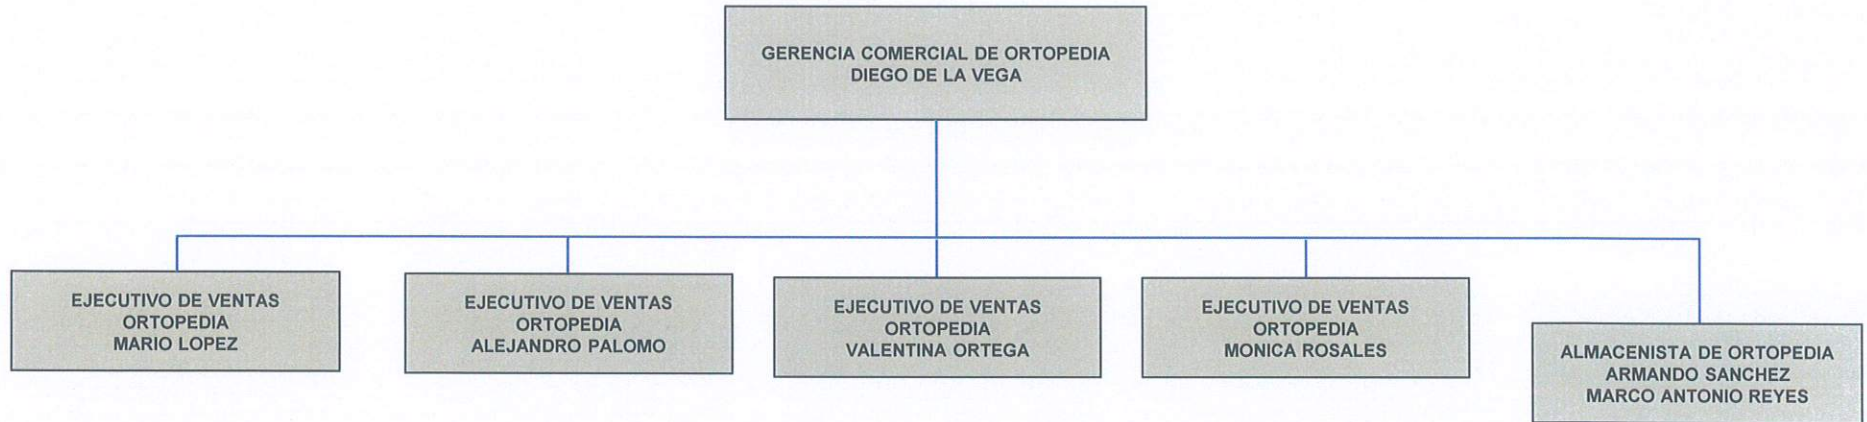 GERENCIA COMERCIAL DE ORTOPEDIA
DIEGO DE LA VEGA
EJECUTIVO DE VENTAS
ORTOPEDIA
MARIO LOPEZ
EJECUTIVO DE VENTAS
ORTOPEDIA
ALEJANDRO PALOMO
EJECUTIVO DE VENTAS
ORTOPEDIA
VALENTINA ORTEGA
EJECUTIVO DE VENTAS
ORTOPEDIA
MONICA ROSALES
ALMACENISTA DE ORTOPEDIA
ARMANDO SANCHEZ
MARCO ANTONIO REYES